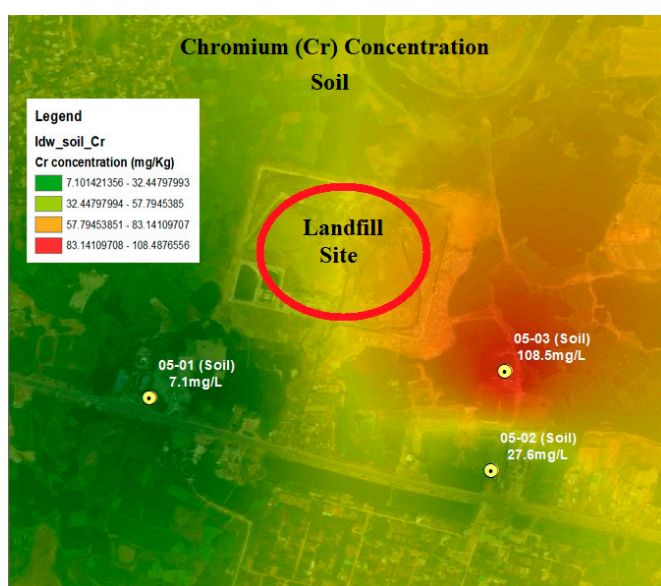 Chromium (Cr) Concentration
Soil
Legend
Idw_soil_Cr
Cr concentration (mg/Kg)
7.101421356 - 32.44797993
32.44797994 - 57.7945385
57.79453851 - 83.14109707
83.14109708 - 108.4876556
Landfill
Site
05-03 (Soil)
108.5mg/L
05-01 (Soil)
7.1mg/L
05-02 (Soil)
27.6mg/L